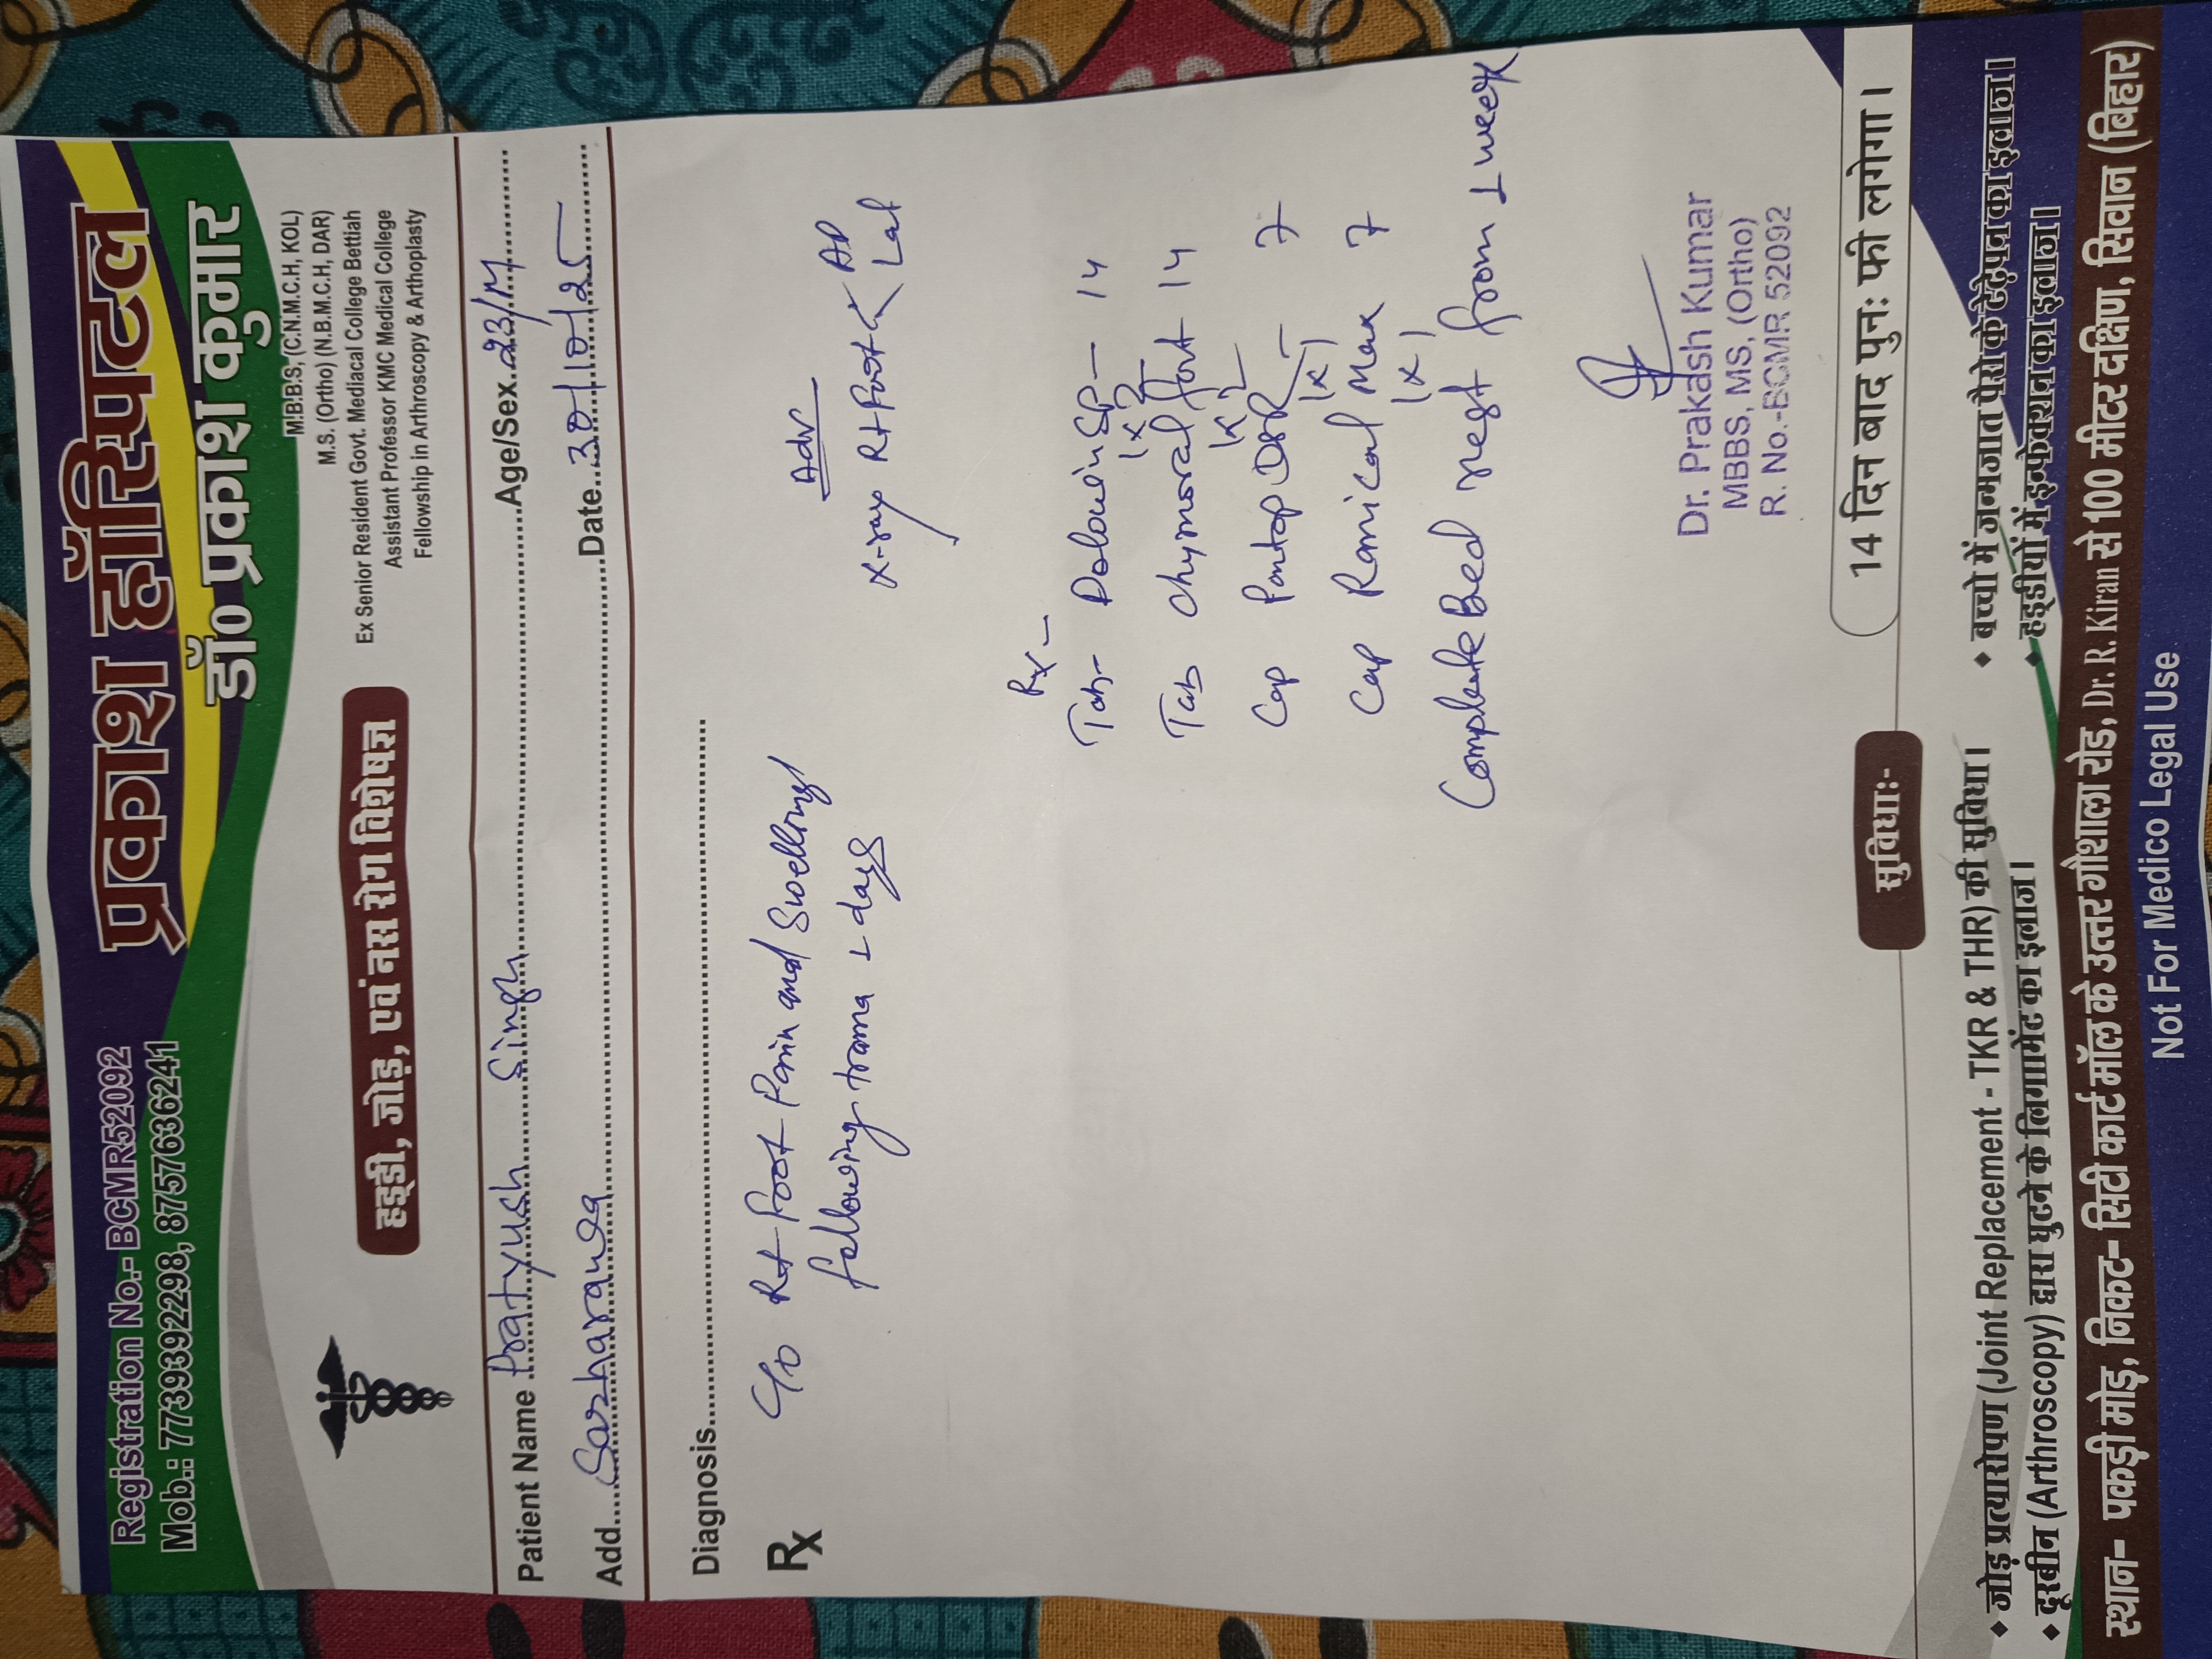 प्रकाश हॉस्पिटल
डॉ० प्रकाश कुमार
Registration No.- BCMR52092
Mob.: 7739392298, 8757636241
M.B.B.S, (C.N.M.C.H, KOL)
M.S. (Ortho) (N.B.M.C.H, DAR)
Ex Senior Resident Govt. Mediacal College Bettiah
Assistant Professor KMC Medical College
Fellowship in Arthroscopy & Arthoplasty
हड्डी, जोड़, एवं नस रोग विशेषज्ञ
Patient Name Pratyush Singh Age/Sex. 23/M
Add.... Date... 30/10/25
Diagnosis
Rx
C/o Rt foot Pain and Swelling
following trama 1 days
Adv
X-ray Rt foot < AP
Lat
Rx-
Tab- SP - 14
1x2
Tab Chymoral fort 14
1x2
Cap Pantop DSR - 7
1x1
Cap Ramical Max 7
1x1
Complete Bed rest from 1 week
Dr. Prakash Kumar
MBBS, MS, (Ortho)
R. No.-BCMR 52092
14 दिन बाद पुनः फी लगेगा।
सुविधाः-
♦ जोड़ प्रत्यारोपण (Joint Replacement - TKR & THR) की सुविधा।
♦ दूरबीन (Arthroscopy) द्वारा घुटने के लिगामेंट का इलाज।
♦ बच्चो में जन्मजात पैरो के टेढ़ेपन का इलाज।
♦ हड्डीयों में इन्फेक्शन का इलाज।
स्थान- पकड़ी मोड़, निकट- सिटी कार्ट मॉल के उत्तर गौशाला रोड, Dr. R. Kiran से 100 मीटर दक्षिण, सिवान (बिहार)
Not For Medico Legal Use